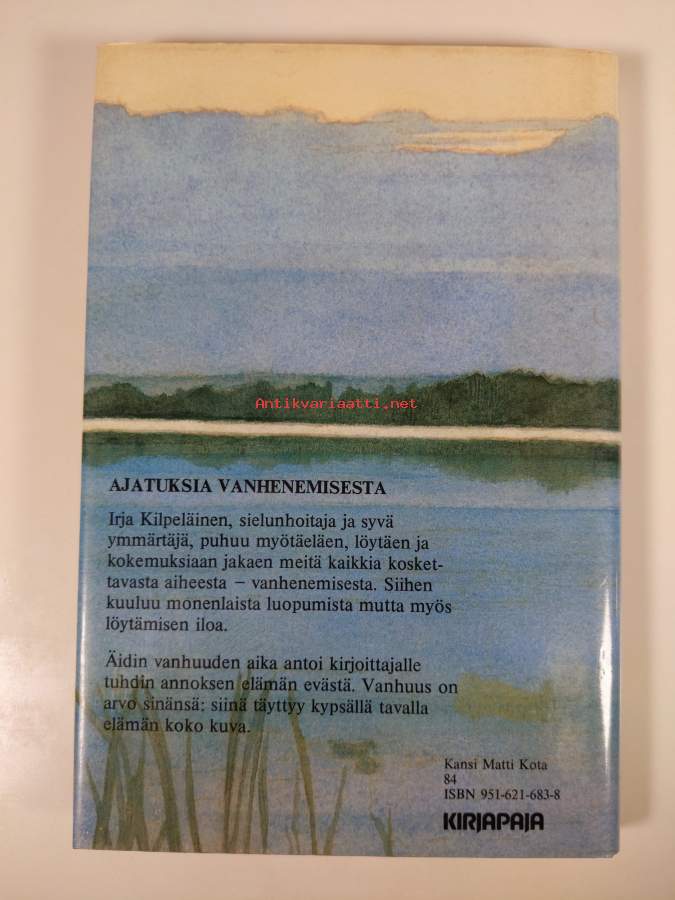 Antikvariaatti.net
AJATUKSIA VANHENEMISESTA
Irja Kilpeläinen, sielunhoitaja ja syvä
ymmärtäjä, puhuu myötäeläen, löytäen ja
kokemuksiaan jakaen meitä kaikkia kosket-
tavasta aiheesta – vanhenemisesta. Siihen
kuuluu monenlaista luopumista mutta myös
löytämisen iloa.
Äidin vanhuuden aika antoi kirjoittajalle
tuhdin annoksen elämän evästä. Vanhuus on
arvo sinänsä: siinä täyttyy kypsällä tavalla
elämän koko kuva.
Kansi Matti Kota
84
ISBN 951-621-683-8
KIRJAPAJA